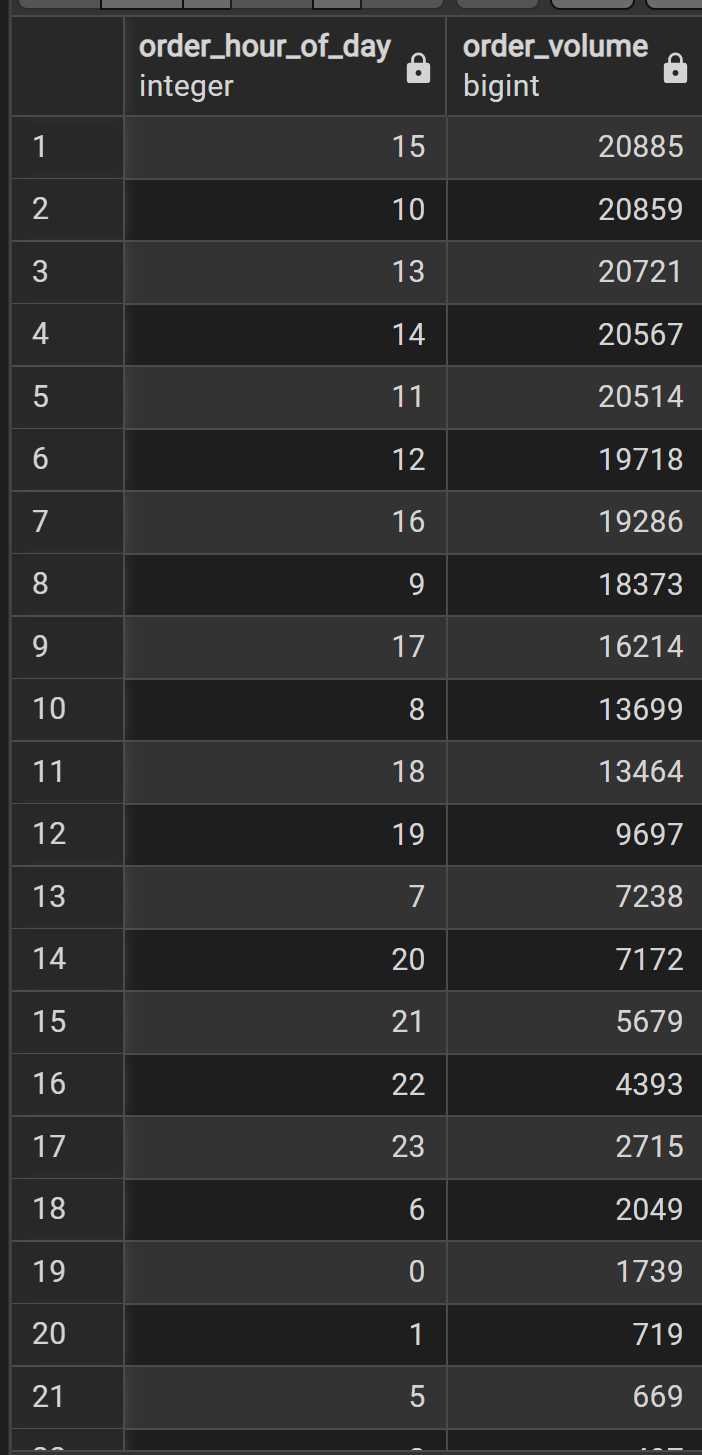 order_hour_of_day order_volume
integer bigint
1 15 20885
2 10 20859
3 13 20721
4 14 20567
5 11 20514
6 12 19718
7 16 19286
8 9 18373
9 17 16214
10 8 13699
11 18 13464
12 19 9697
13 7 7238
14 20 7172
15 21 5679
16 22 4393
17 23 2715
18 6 2049
19 0 1739
20 1 719
21 5 669